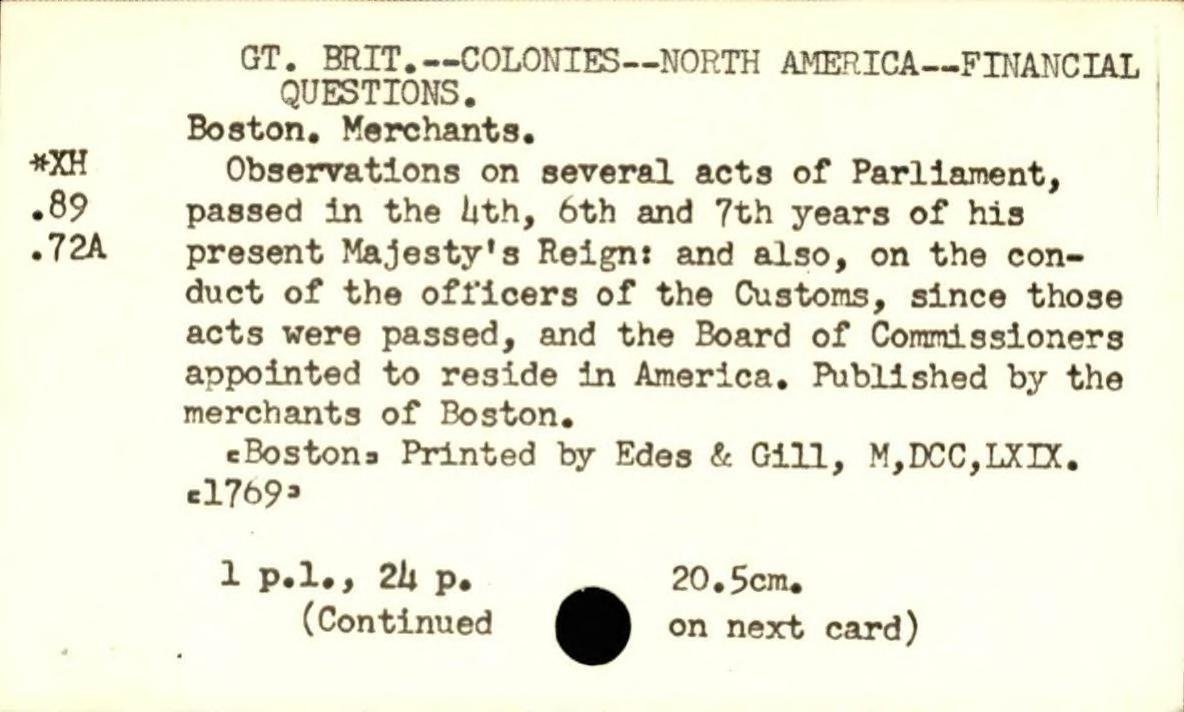 GT. BRIT.--COLONIES--NORTH AMERICA--FINANCIAL
QUESTIONS.
Boston. Merchants.
*XH
.89
.72A
Observations on several acts of Parliament,
passed in the 4th, 6th and 7th years of his
present Majesty's Reign: and also, on the con-
duct of the officers of the Customs, since those
acts were passed, and the Board of Commissioners
appointed to reside in America. Published by the
merchants of Boston.
[Boston] Printed by Edes & Gill, M,DCC,LXIX.
[1769]
1 p.l., 24 p. 20.5cm.
(Continued on next card)